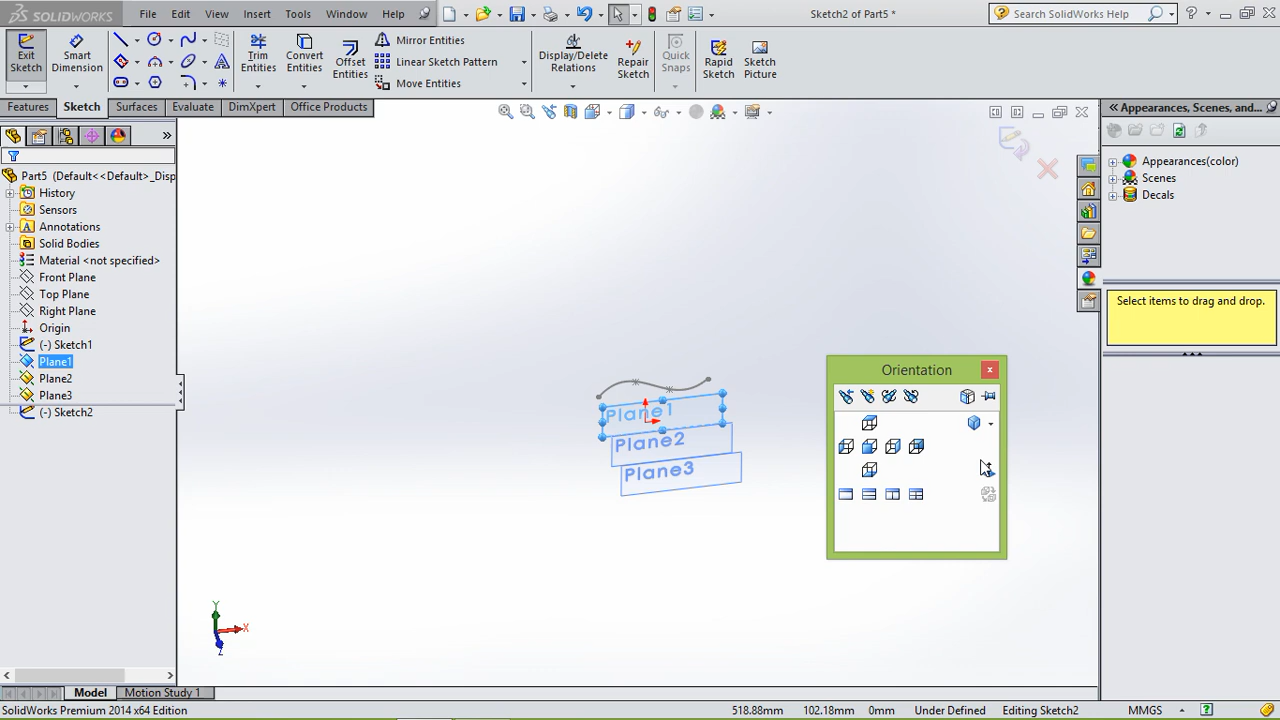 SOLIDWORKS File Edit View Insert Tools Window Help Sketch2 of Part5 * Search SolidWorks Help
Exit Sketch
Smart Dimension
Trim Entities
Convert Entities
Offset Entities
Mirror Entities
Linear Sketch Pattern
Move Entities
Display/Delete Relations
Repair Sketch
Quick Snaps
Rapid Sketch
Sketch Picture
Features Sketch Surfaces Evaluate DimXpert Office Products
Appearances, Scenes, and...
Part5 (Default<<Default>_Disp
History
Sensors
Annotations
Solid Bodies
Material <not specified>
Front Plane
Top Plane
Right Plane
Origin
(-) Sketch1
Plane1
Plane2
Plane3
(-) Sketch2
Plane1
Plane2
Plane3
Y
X
Z
Orientation
Appearances(color)
Scenes
Decals
Select items to drag and drop.
Model Motion Study 1
SolidWorks Premium 2014 x64 Edition 518.88mm 102.18mm 0mm Under Defined Editing Sketch2 MMGS